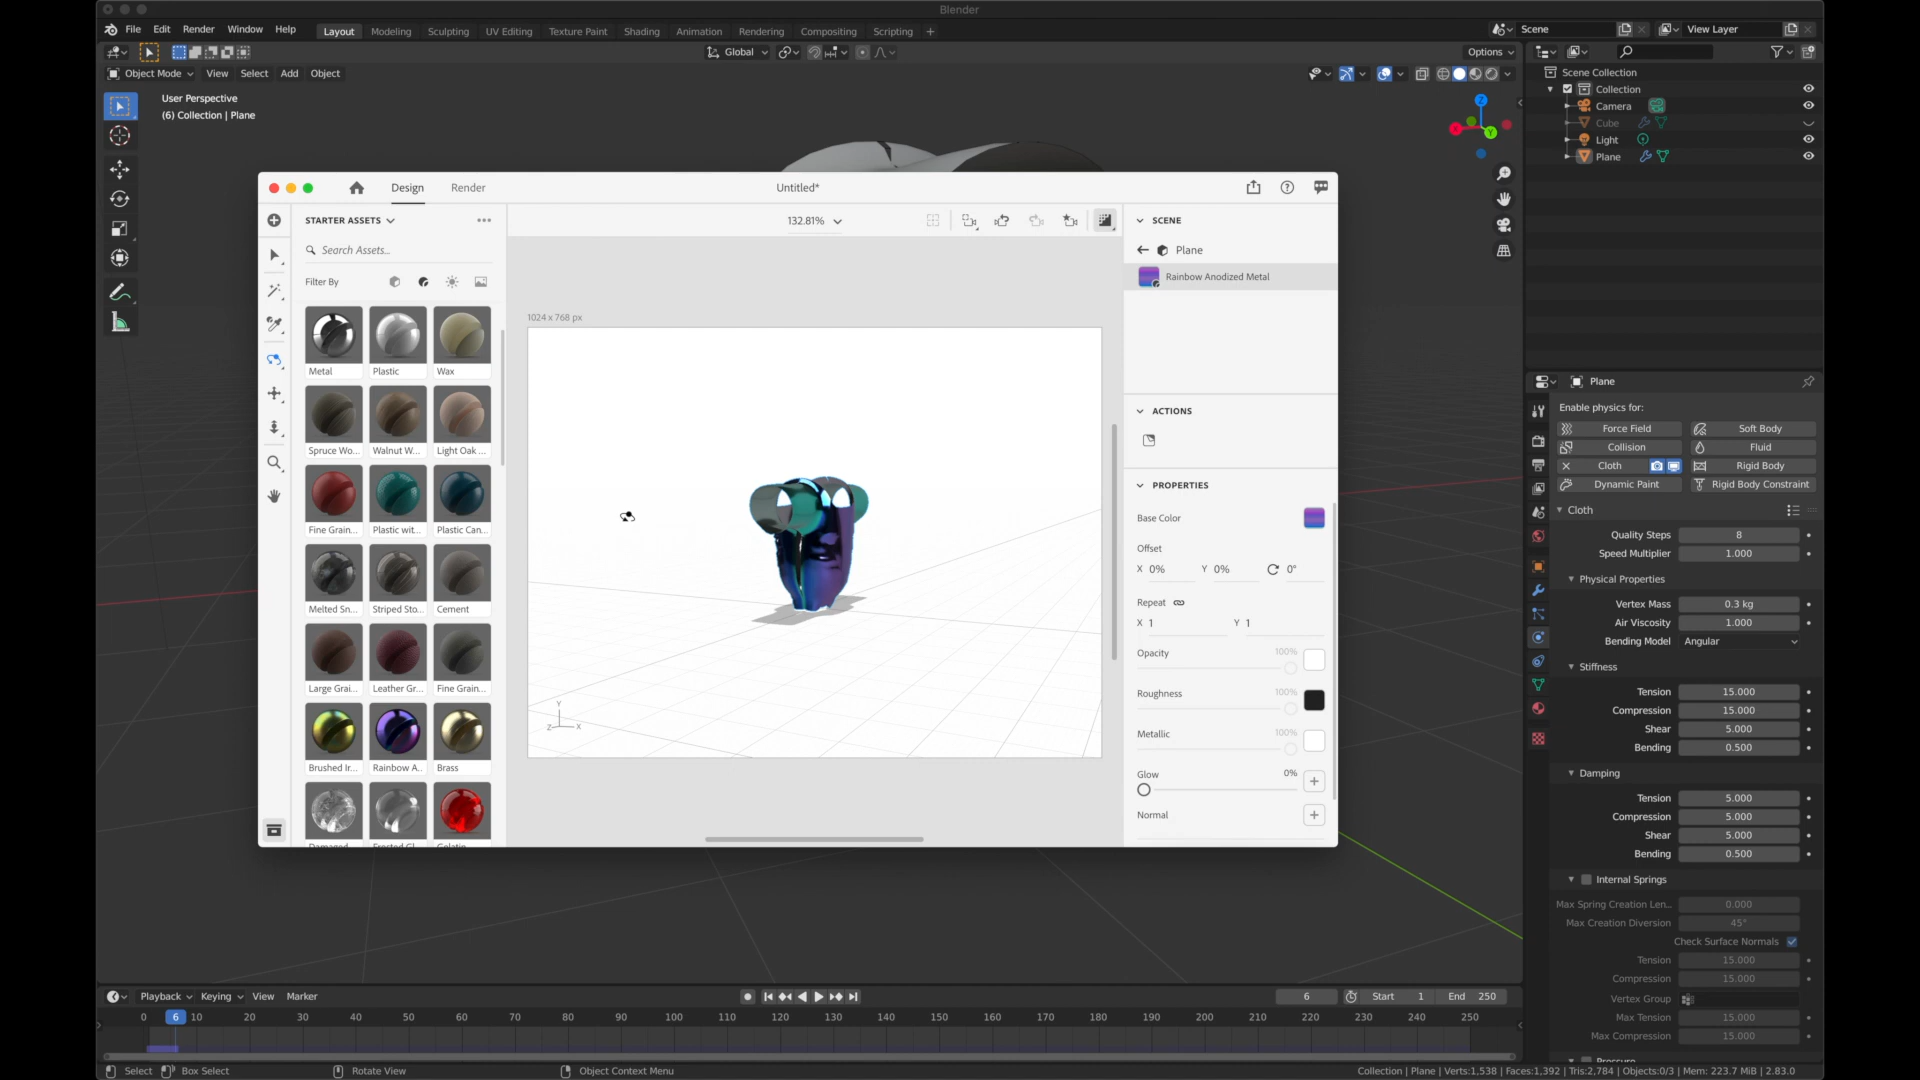 Blender
File Edit Render Window Help
Layout Modeling Sculpting UV Editing Texture Paint Shading Animation Rendering Compositing Scripting +
Scene View Layer
Global Options
Object Mode View Select Add Object
User Perspective
(6) Collection | Plane
Scene Collection
Collection
Camera
Cube
Light
Plane
Design Render Untitled*
STARTER ASSETS
Search Assets...
Filter By
Metal Plastic Wax
Spruce Wo... Walnut W... Light Oak ...
Fine Grain... Plastic wit... Plastic Can...
Melted Sn... Striped Sto... Cement
Large Grai... Leather Gr... Fine Grain...
Brushed Ir... Rainbow A... Brass
Damaged Frosted Gl Gelatin
132.81%
1024 x 768 px
Y
Z X
SCENE
Plane
Rainbow Anodized Metal
ACTIONS
PROPERTIES
Base Color
Offset
X 0% Y 0% 0°
Repeat
X 1 Y 1
Opacity 100%
Roughness 100%
Metallic 100%
Glow 0%
Normal
Plane
Enable physics for:
Force Field Soft Body
Collision Fluid
Cloth Rigid Body
Dynamic Paint Rigid Body Constraint
Cloth
Quality Steps 8
Speed Multiplier 1.000
Physical Properties
Vertex Mass 0.3 kg
Air Viscosity 1.000
Bending Model Angular
Stiffness
Tension 15.000
Compression 15.000
Shear 5.000
Bending 0.500
Damping
Tension 5.000
Compression 5.000
Shear 5.000
Bending 0.500
Internal Springs
Max Spring Creation Len... 0.000
Max Creation Diversion 45°
Check Surface Normals
Tension 15.000
Compression 15.000
Vertex Group
Max Tension 15.000
Max Compression 15.000
Pressure
Playback Keying View Marker 6 Start 1 End 250
0 6 10 20 30 40 50 60 70 80 90 100 110 120 130 140 150 160 170 180 190 200 210 220 230 240 250
Select Box Select Rotate View Object Context Menu
Collection | Plane | Verts:1,538 | Faces:1,392 | Tris:2,784 | Objects:0/3 | Mem: 223.7 MiB | 2.83.0